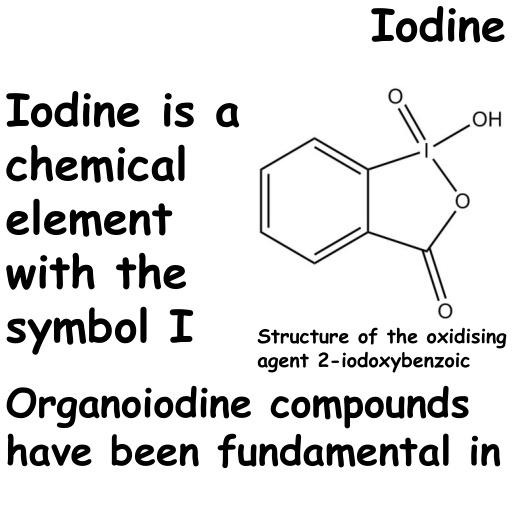 Iodine
Iodine is a
chemical
element
with the
symbol I
O
OH
I
O
O
Structure of the oxidising
agent 2-iodoxybenzoic
Organoiodine compounds
have been fundamental in